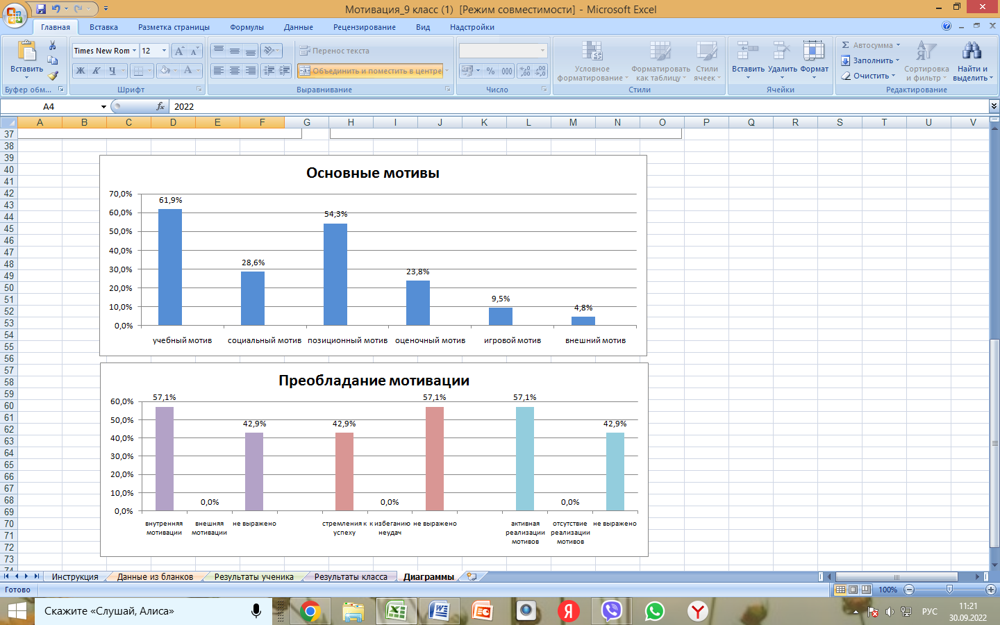 Мотивация_9 класс (1)  [Режим совместимости] - Microsoft Excel
Главная Вставка Разметка страницы Формулы Данные Рецензирование Вид Надстройки
Вставить
Буфер обм...
Times New Rom 12
Ж К Ч
Шрифт
Перенос текста
Объединить и поместить в центре
Выравнивание
% 000
Число
Условное форматирование
Форматировать как таблицу
Стили ячеек
Стили
Вставить Удалить Формат
Ячейки
Σ Автосумма
Заполнить
Очистить
Сортировка и фильтр
Найти и выделить
Редактирование
A4 fx 2022
A B C D E F G H I J K L M N O P Q R S T U V
37
38
39
40
41
42
43
44
45
46
47
48
49
50
51
52
53
54
55
56
57
58
59
60
61
62
63
64
65
66
67
68
69
70
71
72
73
74
Основные мотивы
70,0%
60,0%
50,0%
40,0%
30,0%
20,0%
10,0%
0,0%
61,9% 28,6% 54,3% 23,8% 9,5% 4,8%
учебный мотив социальный мотив позиционный мотив оценочный мотив игровой мотив внешний мотив
Преобладание мотивации
60,0%
50,0%
40,0%
30,0%
20,0%
10,0%
0,0%
57,1% 0,0% 42,9% 42,9% 0,0% 57,1% 57,1% 0,0% 42,9%
внутренняя мотивации
внешняя мотивации
не выражено
стремления к успеху
к избеганию неудач
не выражено
активная реализации мотивов
отсутствие реализации мотивов
не выражено
Инструкция Данные из бланков Результаты ученика Результаты класса Диаграммы
Готово 100%
Скажите «Слушай, Алиса»
РУС
11:21
30.09.2022